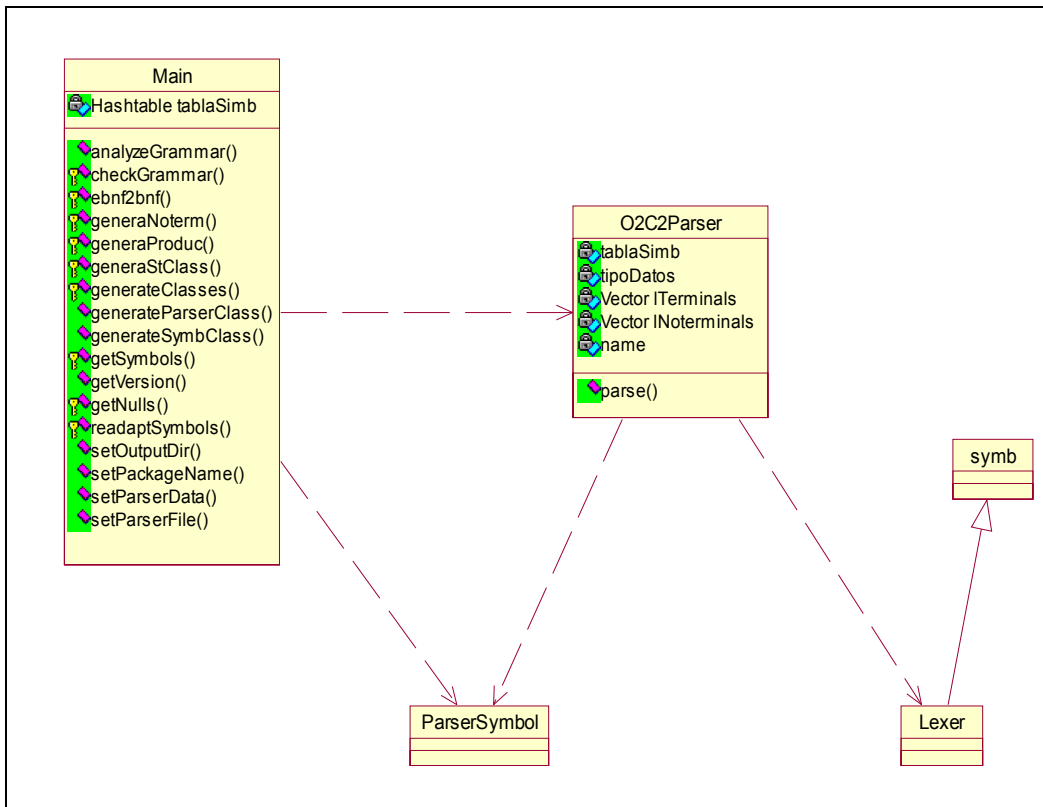 Main
Hashtable tablaSimb
analyzeGrammar()
checkGrammar()
ebnf2bnf()
generaNoterm()
generaProduc()
generaStClass()
generateClasses()
generateParserClass()
generateSymbClass()
getSymbols()
getVersion()
getNulls()
readaptSymbols()
setOutputDir()
setPackageName()
setParserData()
setParserFile()
O2C2Parser
tablaSimb
tipoDatos
Vector lTerminals
Vector lNoterminals
name
parse()
symb
ParserSymbol
Lexer